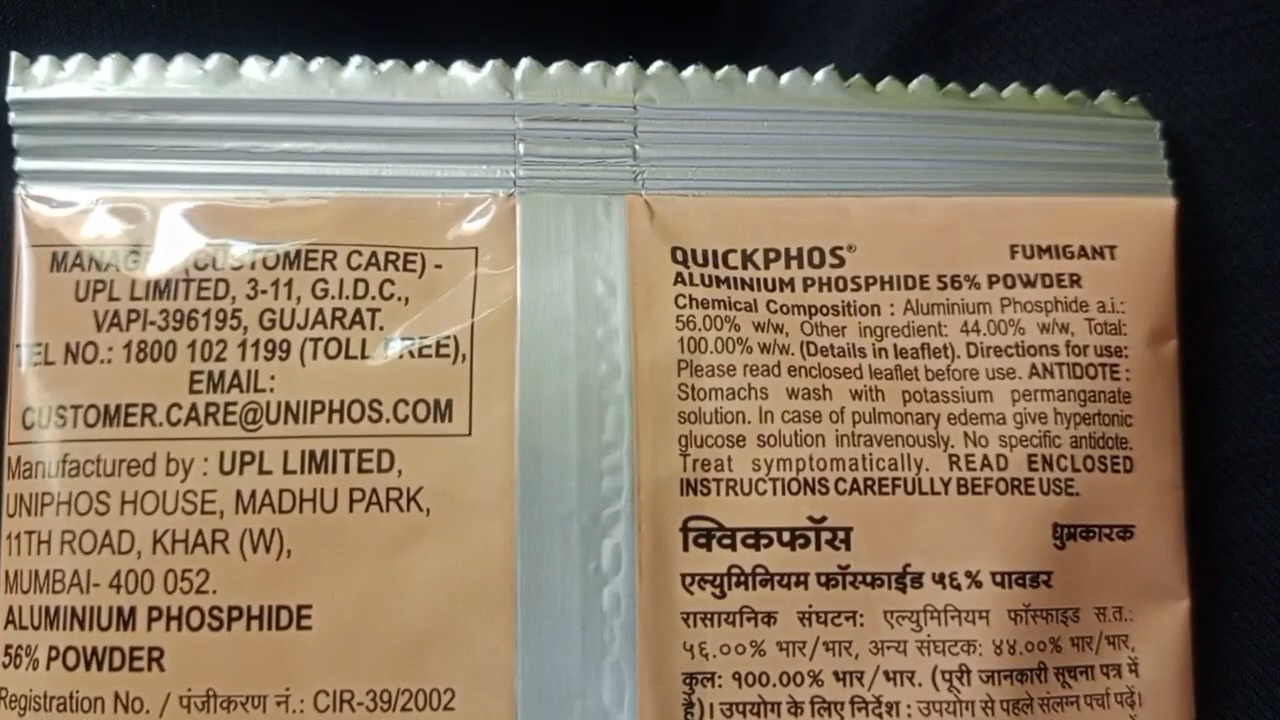 MANAGER (CUSTOMER CARE) -
UPL LIMITED, 3-11, G.I.D.C.,
VAPI-396195, GUJARAT.
TEL NO.: 1800 102 1199 (TOLL FREE),
EMAIL:
CUSTOMER.CARE@UNIPHOS.COM
Manufactured by : UPL LIMITED,
UNIPHOS HOUSE, MADHU PARK,
11TH ROAD, KHAR (W),
MUMBAI- 400 052.
ALUMINIUM PHOSPHIDE
56% POWDER
Registration No. / पंजीकरण नं.: CIR-39/2002
QUICKPHOS® FUMIGANT
ALUMINIUM PHOSPHIDE 56% POWDER
Chemical Composition : Aluminium Phosphide a.i.:
56.00% w/w, Other ingredient: 44.00% w/w, Total:
100.00% w/w. (Details in leaflet). Directions for use:
Please read enclosed leaflet before use. ANTIDOTE :
Stomachs wash with potassium permanganate
solution. In case of pulmonary edema give hypertonic
glucose solution intravenously. No specific antidote.
Treat symptomatically. READ ENCLOSED
INSTRUCTIONS CAREFULLY BEFORE USE.
क्विकफॉस धुम्रकारक
एल्युमिनियम फॉस्फाईड ५६% पावडर
रासायनिक संघटन: एल्युमिनियम फॉस्फाइड स.त.:
५६.००% भार/भार, अन्य संघटक: ४४.००% भार/भार,
कुल: १००.००% भार/भार. (पूरी जानकारी सूचना पत्र में
है)। उपयोग के लिए निर्देश : उपयोग से पहले संलग्न पर्चा पढ़ें।